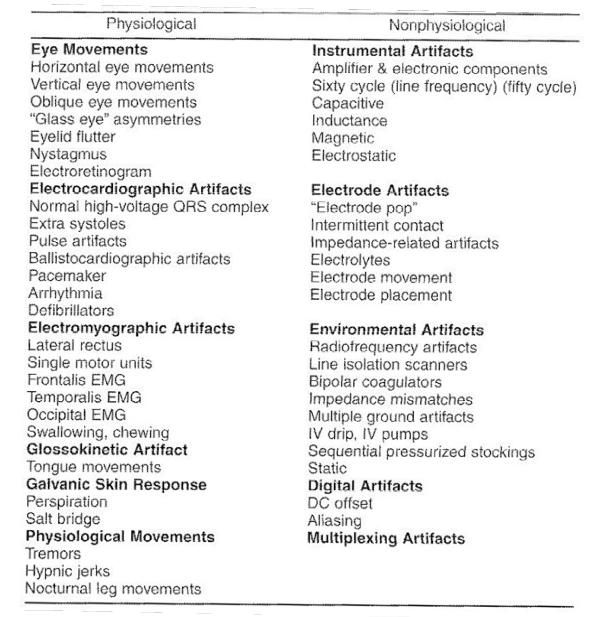 Physiological
Nonphysiological
Eye Movements
Horizontal eye movements
Vertical eye movements
Oblique eye movements
"Glass eye" asymmetries
Eyelid flutter
Nystagmus
Electroretinogram
Electrocardiographic Artifacts
Normal high-voltage QRS complex
Extra systoles
Pulse artifacts
Ballistocardiographic artifacts
Pacemaker
Arrhythmia
Defibrillators
Electromyographic Artifacts
Lateral rectus
Single motor units
Frontalis EMG
Temporalis EMG
Occipital EMG
Swallowing, chewing
Glossokinetic Artifact
Tongue movements
Galvanic Skin Response
Perspiration
Salt bridge
Physiological Movements
Tremors
Hypnic jerks
Nocturnal leg movements
Instrumental Artifacts
Amplifier & electronic components
Sixty cycle (line frequency) (fifty cycle)
Capacitive
Inductance
Magnetic
Electrostatic
Electrode Artifacts
"Electrode pop"
Intermittent contact
Impedance-related artifacts
Electrolytes
Electrode movement
Electrode placement
Environmental Artifacts
Radiofrequency artifacts
Line isolation scanners
Bipolar coagulators
Impedance mismatches
Multiple ground artifacts
IV drip, IV pumps
Sequential pressurized stockings
Static
Digital Artifacts
DC offset
Aliasing
Multiplexing Artifacts